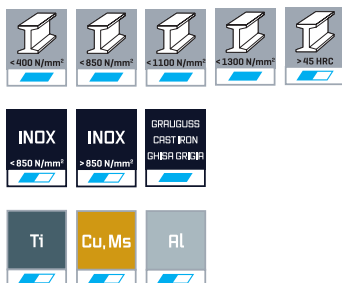 <400 N/mm² <850 N/mm² <1100 N/mm² <1300 N/mm² >45 HRC
INOX INOX GRAUGUSS
CAST IRON
GHISA GRIGIA
<850 N/mm² >850 N/mm²
Ti Cu, Ms Al